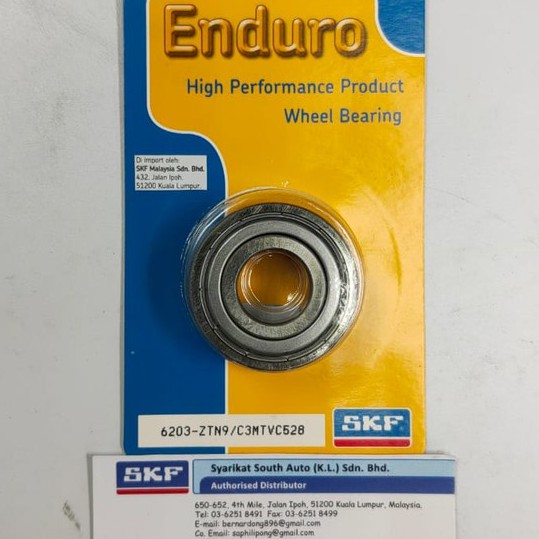 Enduro
High Performance Product
Wheel Bearing
Di import oleh:
SKF Malaysia Sdn. Bhd.
432, Jalan Ipoh.
51200 Kuala Lumpur.
6203-ZTN9/C3MTVC528
SKF
SKF
Syarikat South Auto (K.L.) Sdn. Bhd.
Authorised Distributor
650-652, 4th Mile, Jalan Ipoh, 51200 Kuala Lumpur, Malaysia.
Tel: 03-6251 8491 Fax: 03-6251 8499
E-mail: bernardong896@gmail.com
Co. Email: saphilipong@gmail.com